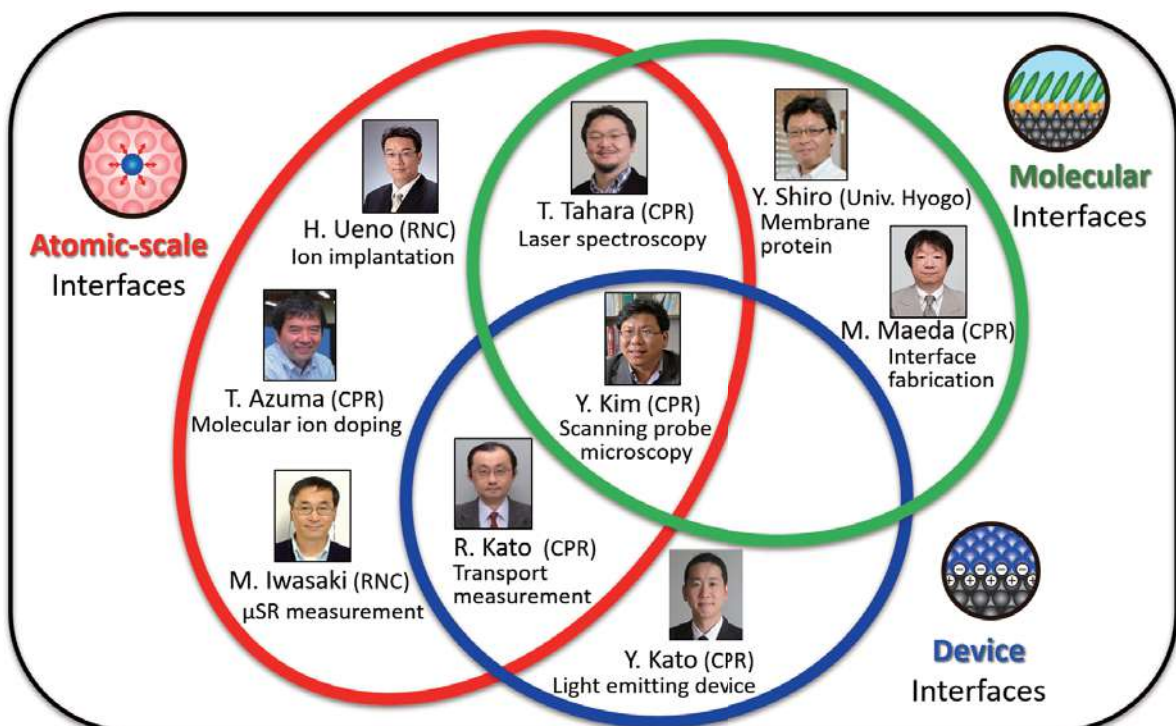 Atomic-scale
Interfaces
Molecular
Interfaces
Device
Interfaces
H. Ueno (RNC)
Ion implantation
T. Tahara (CPR)
Laser spectroscopy
Y. Shiro (Univ. Hyogo)
Membrane
protein
M. Maeda (CPR)
Interface
fabrication
T. Azuma (CPR)
Molecular ion doping
Y. Kim (CPR)
Scanning probe
microscopy
M. Iwasaki (RNC)
μSR measurement
R. Kato (CPR)
Transport
measurement
Y. Kato (CPR)
Light emitting device